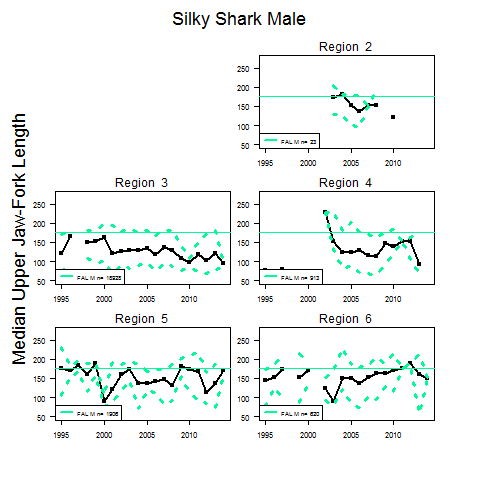 Silky Shark Male
Median Upper Jaw-Fork Length
Region 2
250
200
150
100
50
1995 2000 2005 2010
FAL M n= 23
Region 3
250
200
150
100
50
1995 2000 2005 2010
FAL M n= 16928
Region 4
250
200
150
100
50
1995 2000 2005 2010
FAL M n= 913
Region 5
250
200
150
100
50
1995 2000 2005 2010
FAL M n= 1906
Region 6
250
200
150
100
50
1995 2000 2005 2010
FAL M n= 620